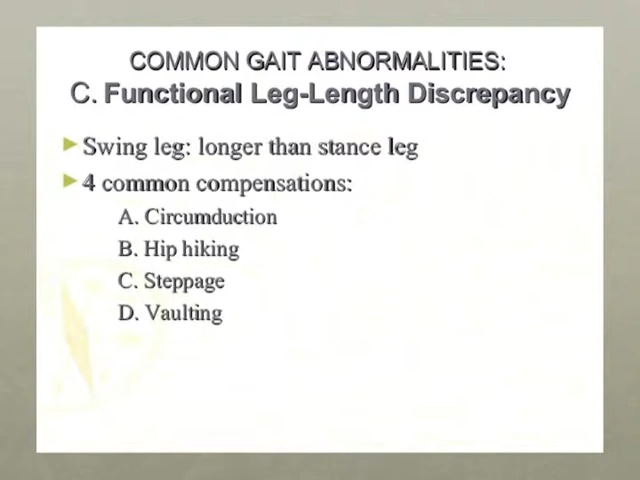 COMMON GAIT ABNORMALITIES:
C. Functional Leg-Length Discrepancy
► Swing leg: longer than stance leg
► 4 common compensations:
A. Circumduction
B. Hip hiking
C. Steppage
D. Vaulting